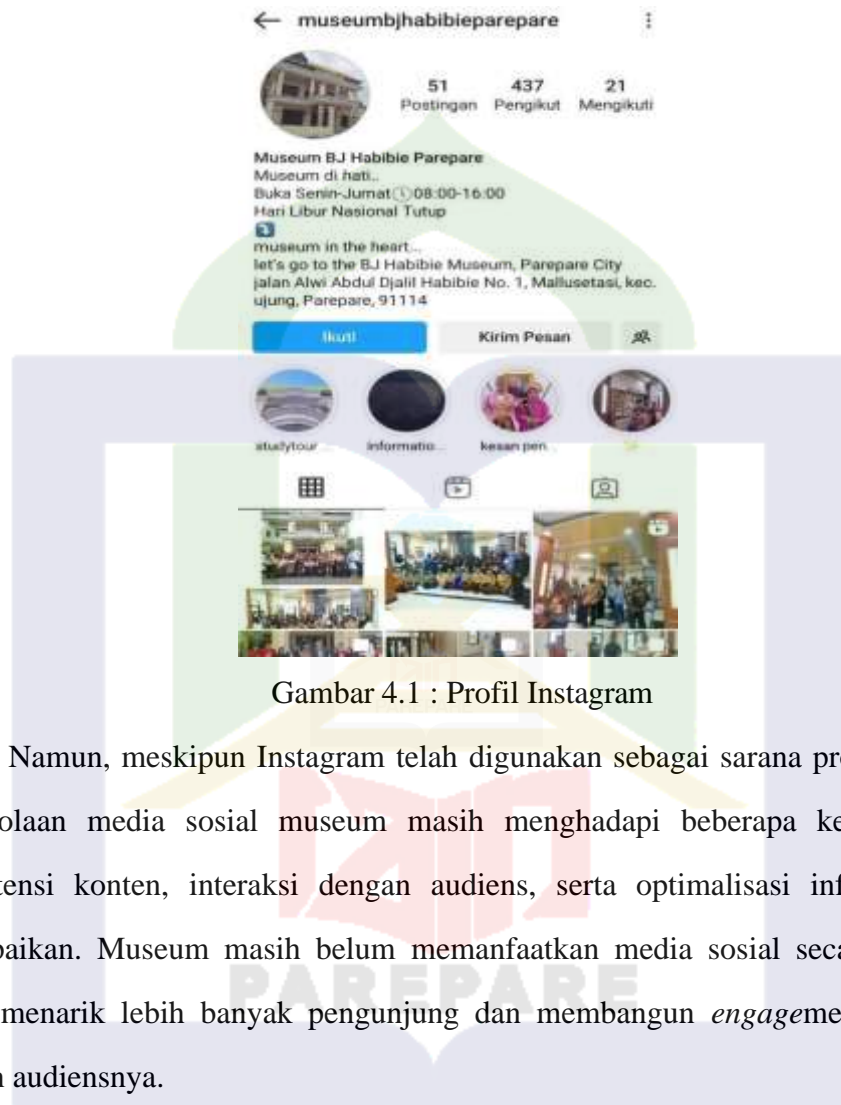 museumbjhabibieparepare
51 437 21
Postingan Pengikut Mengikuti
Museum BJ Habibie Parepare
Museum di hati..
Buka Senin-Jumat 08:00-16:00
Hari Libur Nasional Tutup
museum in the heart...
let's go to the BJ Habibie Museum, Parepare City
jalan Alwi Abdul Djalil Habibie No. 1, Mallusetasi, kec.
ujung, Parepare, 91114
Ikuti Kirim Pesan
studytour ... informatio... kesan pen...
Gambar 4.1 : Profil Instagram
Namun, meskipun Instagram telah digunakan sebagai sarana pr
olaan media sosial museum masih menghadapi beberapa ke
tensi konten, interaksi dengan audiens, serta optimalisasi inf
paikan. Museum masih belum memanfaatkan media sosial seca
menarik lebih banyak pengunjung dan membangun engageme
n audiensnya.
PAREPARE